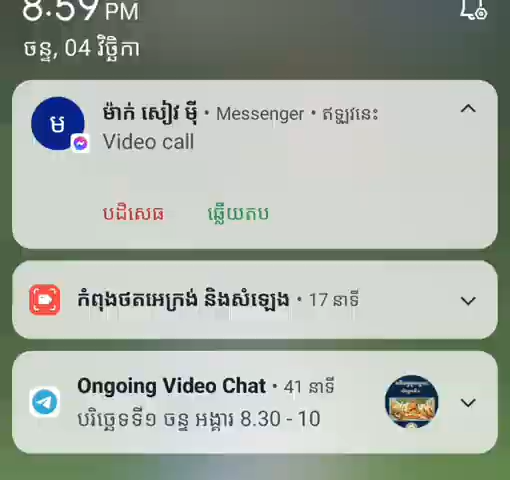 8:59 PM
ចន្ទ, 04 វិច្ឆិកា
ម
ម៉ាក់ សៀវ ម៉ី • Messenger • ឥឡូវនេះ
Video call
បដិសេធ ឆ្លើយតប
កំពុងថតអេក្រង់ និងសំឡេង • 17 នាទី
Ongoing Video Chat • 41 នាទី
បរិច្ឆេទទី១ ចន្ទ អង្គារ 8.30 - 10